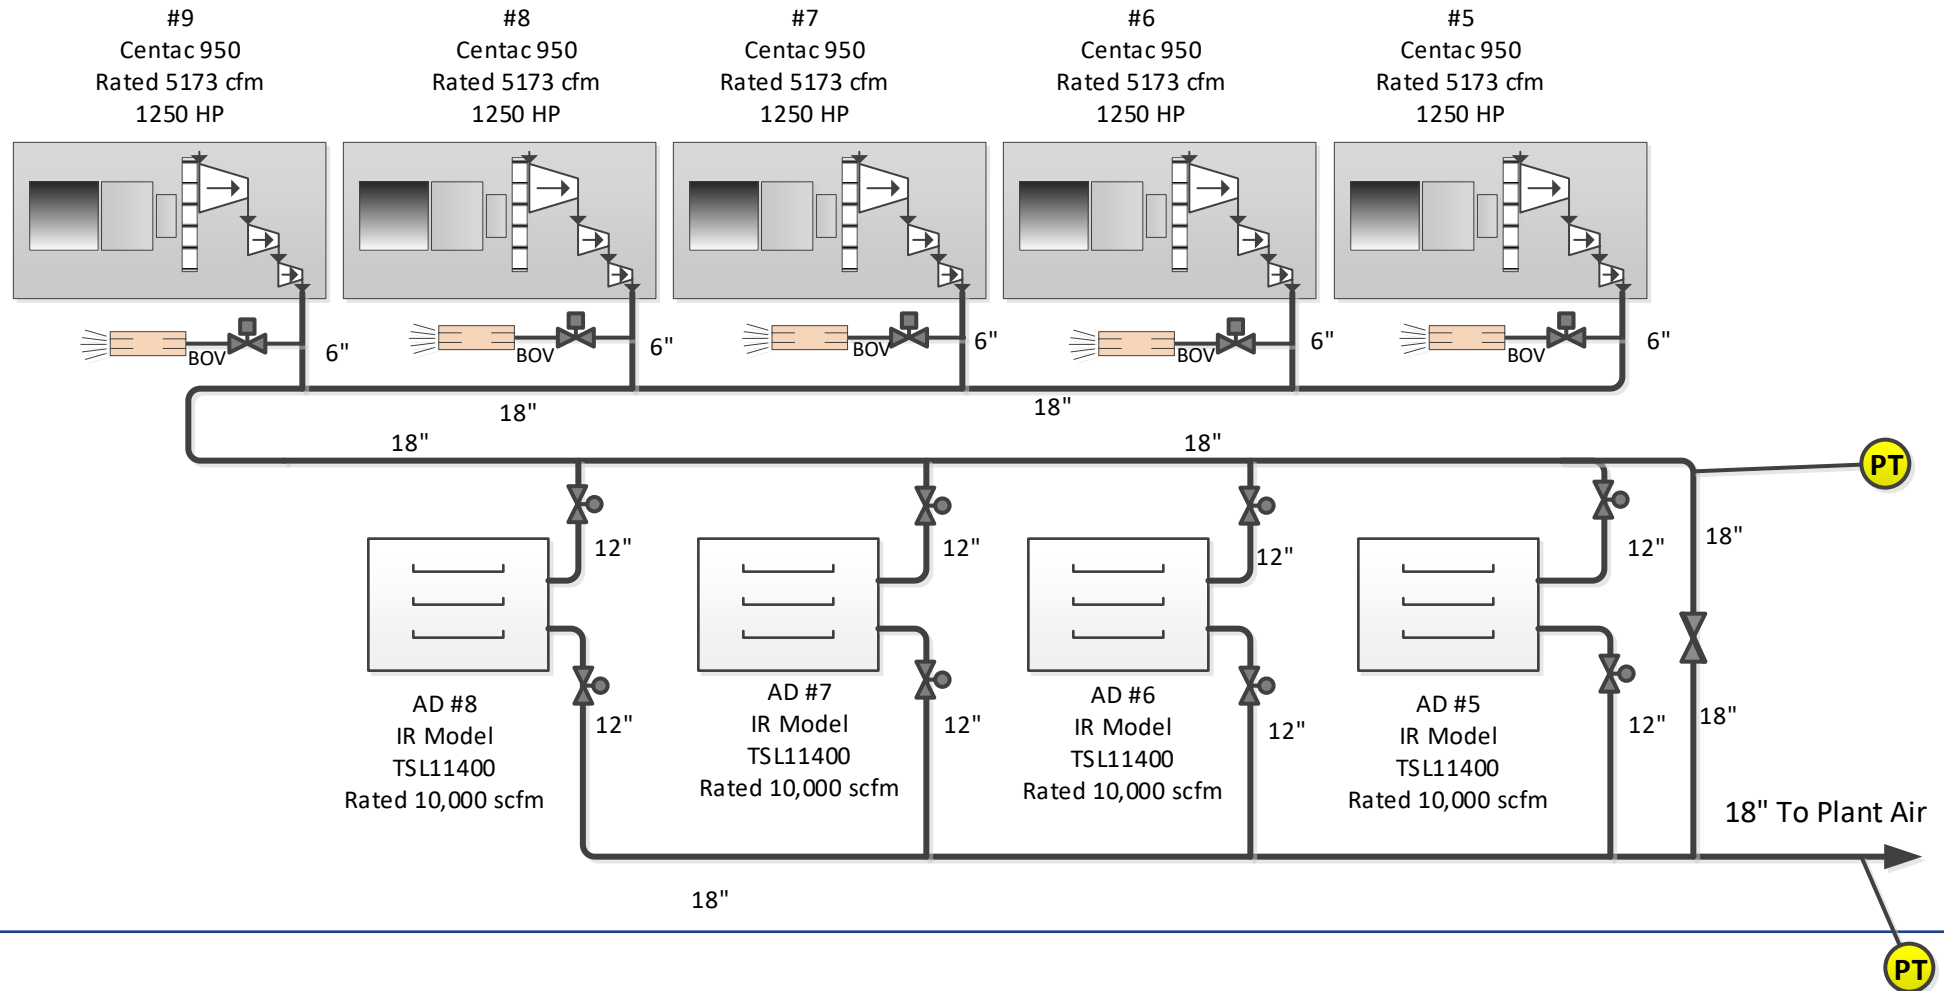 #9
Centac 950
Rated 5173 cfm
1250 HP
#8
Centac 950
Rated 5173 cfm
1250 HP
#7
Centac 950
Rated 5173 cfm
1250 HP
#6
Centac 950
Rated 5173 cfm
1250 HP
#5
Centac 950
Rated 5173 cfm
1250 HP
BOV
6"
BOV
6"
BOV
6"
BOV
6"
BOV
6"
18"
18"
18"
18"
PT
12"
12"
12"
12"
18"
12"
12"
12"
12"
18"
AD #8
IR Model
TSL11400
Rated 10,000 scfm
AD #7
IR Model
TSL11400
Rated 10,000 scfm
AD #6
IR Model
TSL11400
Rated 10,000 scfm
AD #5
IR Model
TSL11400
Rated 10,000 scfm
18" To Plant Air
18"
PT